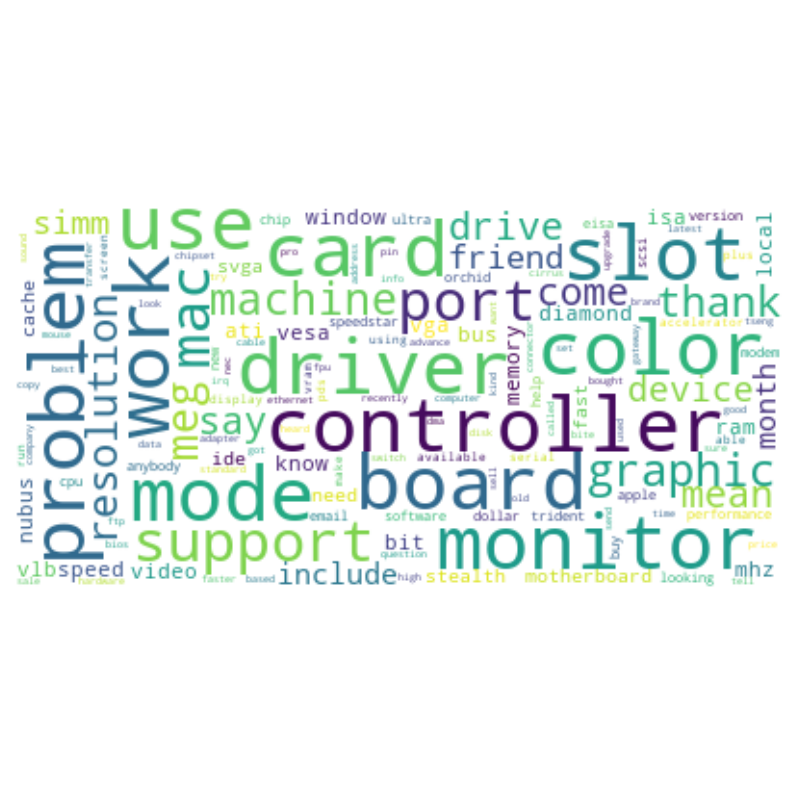 simm
use
chip
window
ultra
drive
eisa
isa
version
latest
sound
transfer
screen
chipset
svga
try
card
pro
address
pin
info
friend
orchid
slot
cirrus
upgrade
scsi
plus
local
cache
problem
look
work
mac
machine
port
come
thank
mouse
resolution
ati
new
vesa
speedstar
cable
vga
using
advance
bus
want
diamond
brand
accelerator
tseng
copy
best
nec
irq
driver
fpu
vram
memory
connector
set
color
gateway
modem
meg
display
ethernet
pds
recently
computer
kind
help
fast
bought
device
month
run
company
say
heard
controller
dma
called
bite
used
good
ram
able
sure
data
adapter
got
standard
ide
know
make
switch
available
disk
serial
anybody
cpu
nubus
mode
need
board
sell
old
graphic
apple
mean
ftp
email
software
dollar
trident
send
time
performance
bios
support
bit
question
monitor
buy
price
vlb
speed
video
include
high
stealth
motherboard
looking
mhz
sale
hardware
faster
based
tell